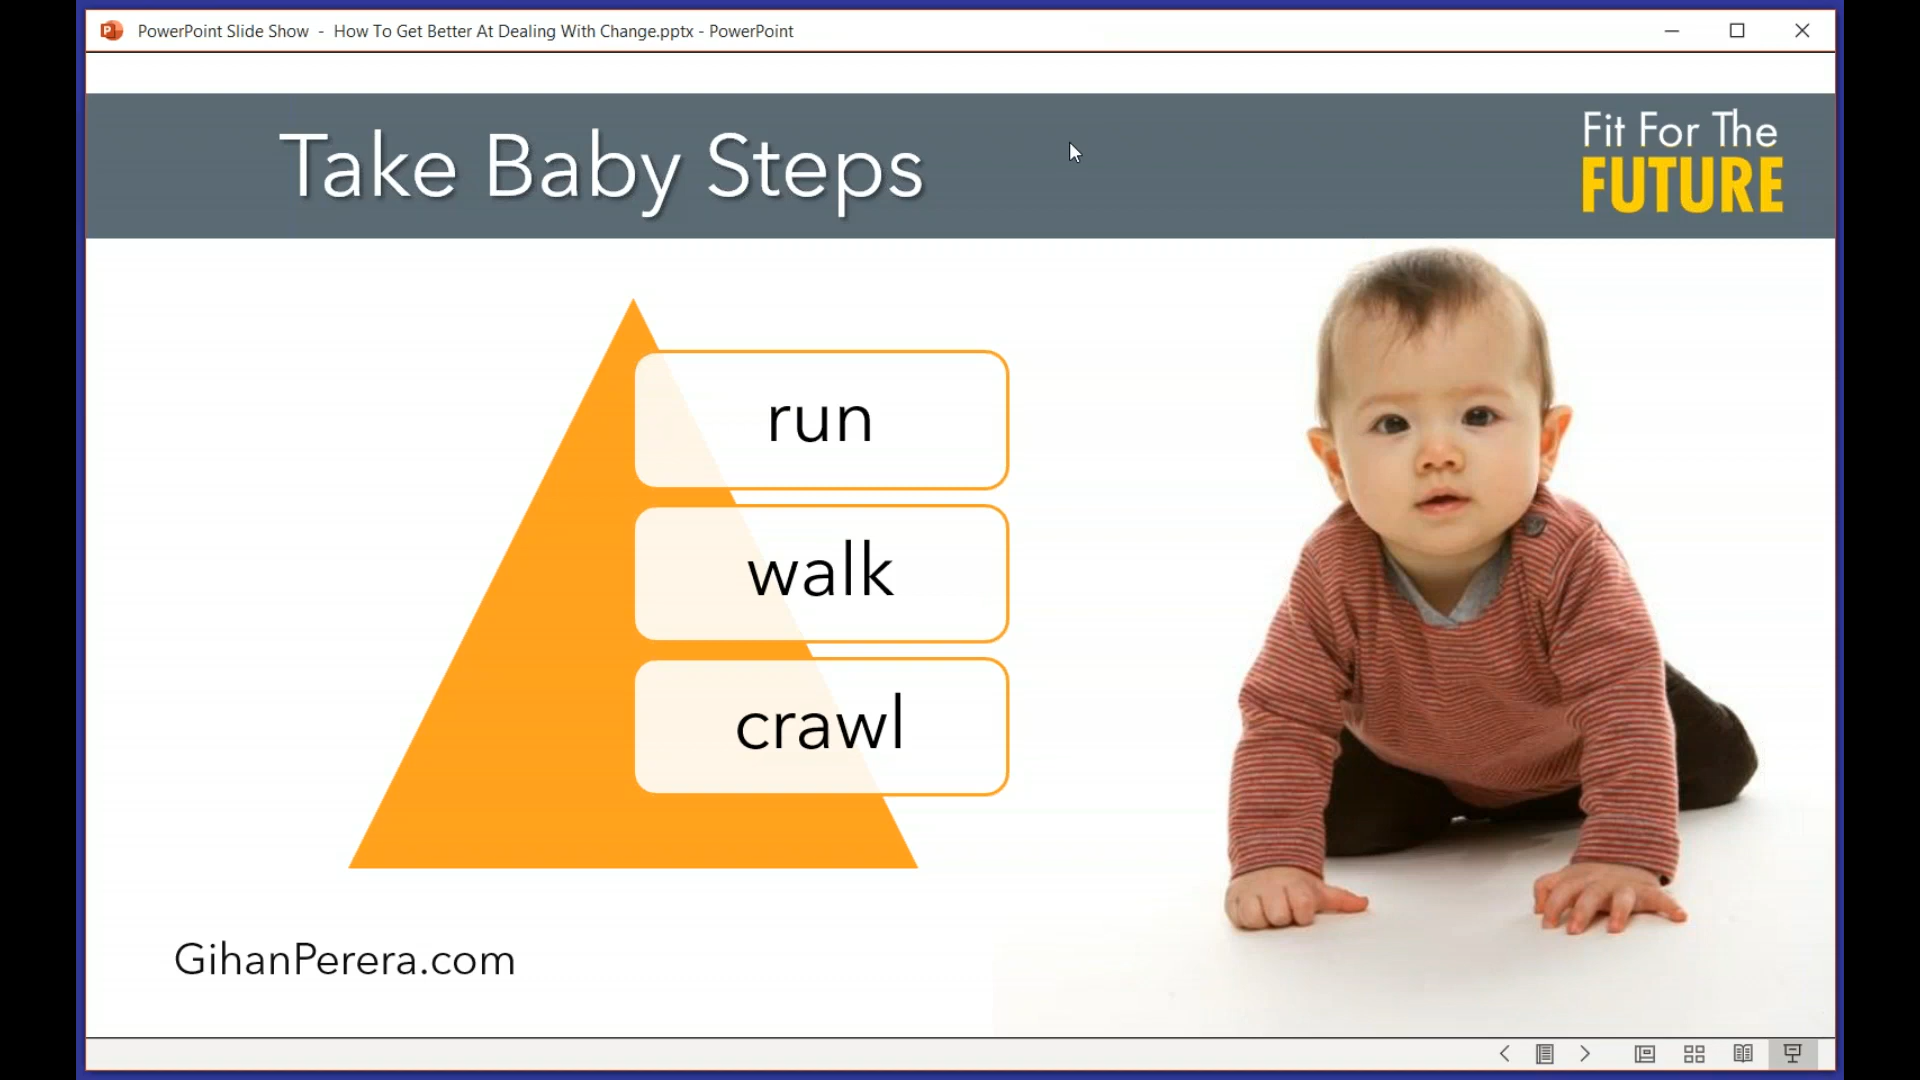 PowerPoint Slide Show - How To Get Better At Dealing With Change.pptx - PowerPoint
Take Baby Steps
Fit For The
FUTURE
run
walk
crawl
GihanPerera.com